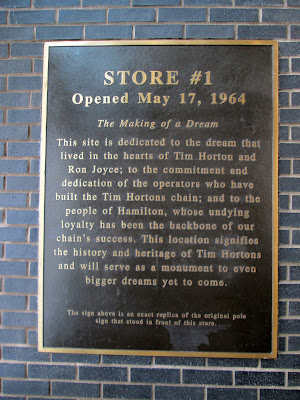 STORE #1
Opened May 17, 1964
The Making of a Dream
This site is dedicated to the dream that
lived in the hearts of Tim Horton and
Ron Joyce; to the commitment and
dedication of the operators who have
built the Tim Hortons chain; and to the
people of Hamilton, whose undying
loyalty has been the backbone of our
chain's success. This location signifies
the history and heritage of Tim Hortons
and will serve as a monument to even
bigger dreams yet to come.
The sign above is an exact replica of the original pole
sign that stood in front of this store.